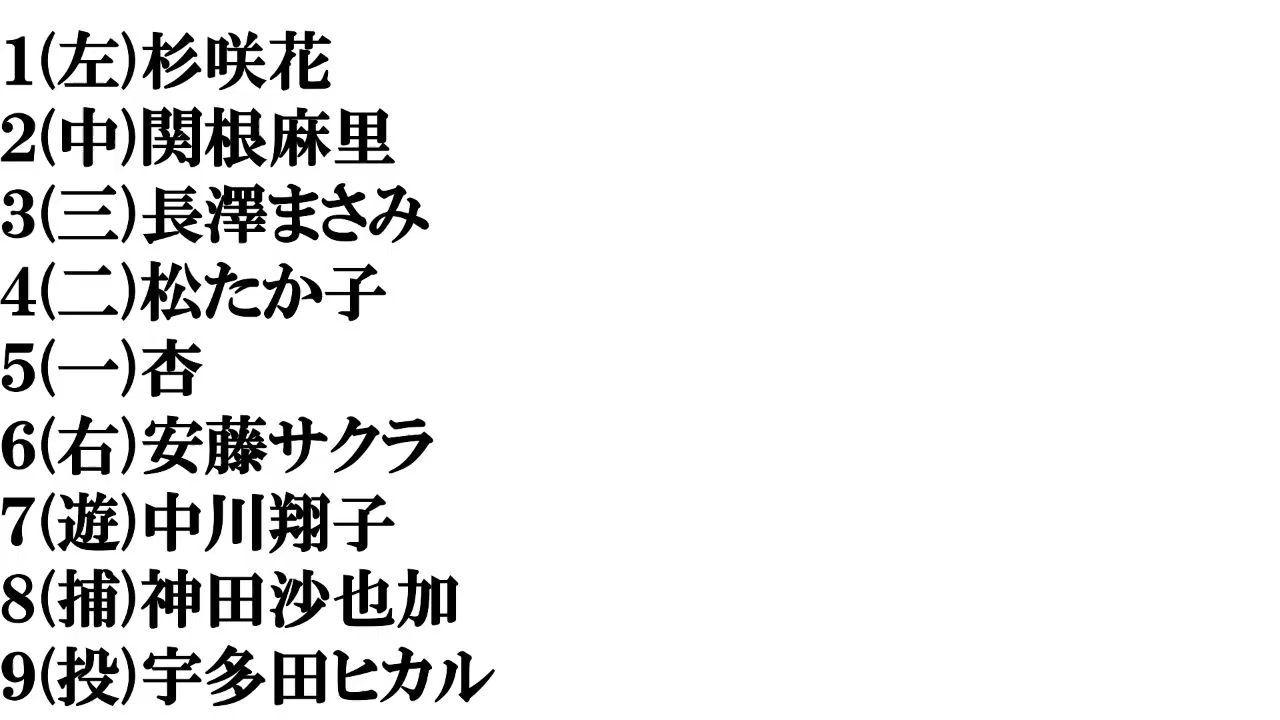 1(左)杉咲花
2(中)関根麻里
3(三)長澤まさみ
4(二)松たか子
5(一)杏
6(右)安藤サクラ
7(遊)中川翔子
8(捕)神田沙也加
9(投)宇多田ヒカル